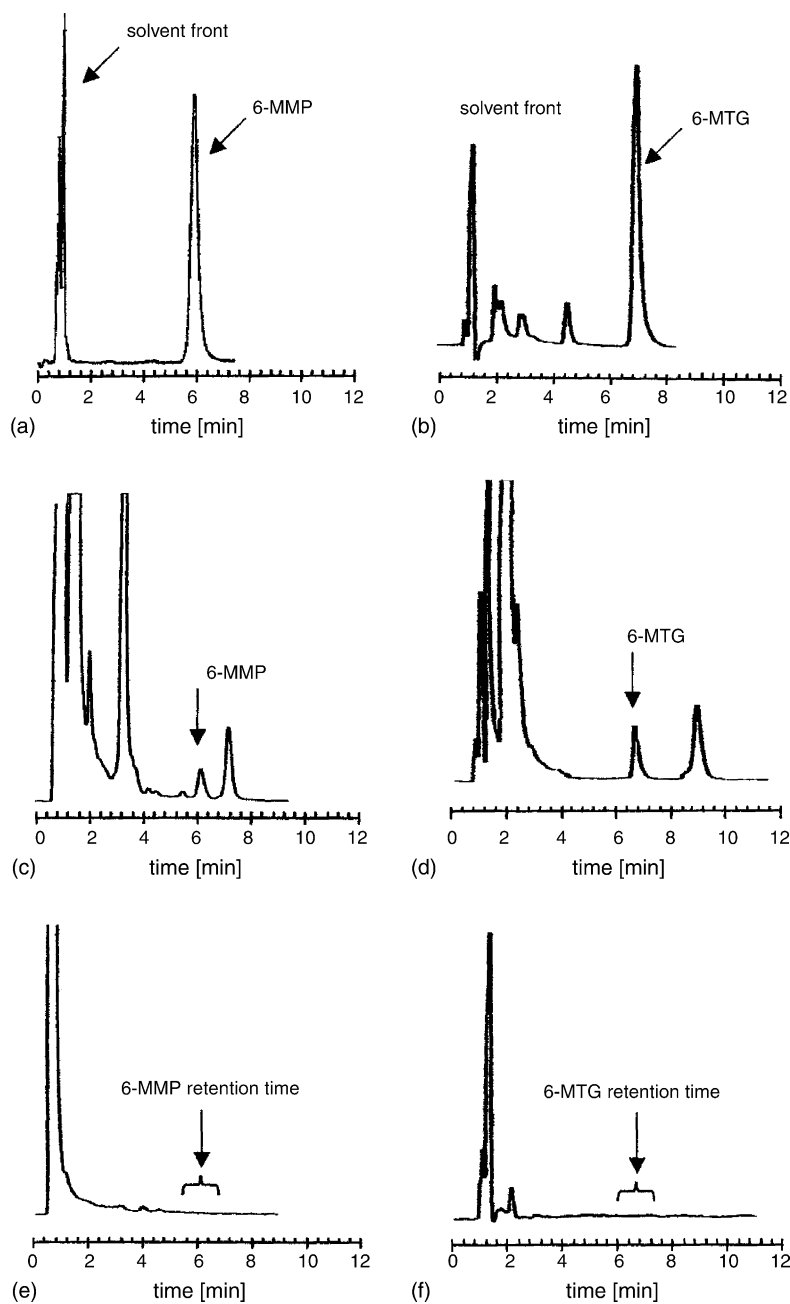 solvent front
6-MMP
0 2 4 6 8 10 12
(a) time [min]
solvent front
6-MTG
0 2 4 6 8 10 12
(b) time [min]
6-MMP
0 2 4 6 8 10 12
(c) time [min]
6-MTG
0 2 4 6 8 10 12
(d) time [min]
6-MMP retention time
0 2 4 6 8 10 12
(e) time [min]
6-MTG retention time
0 2 4 6 8 10 12
(f) time [min]